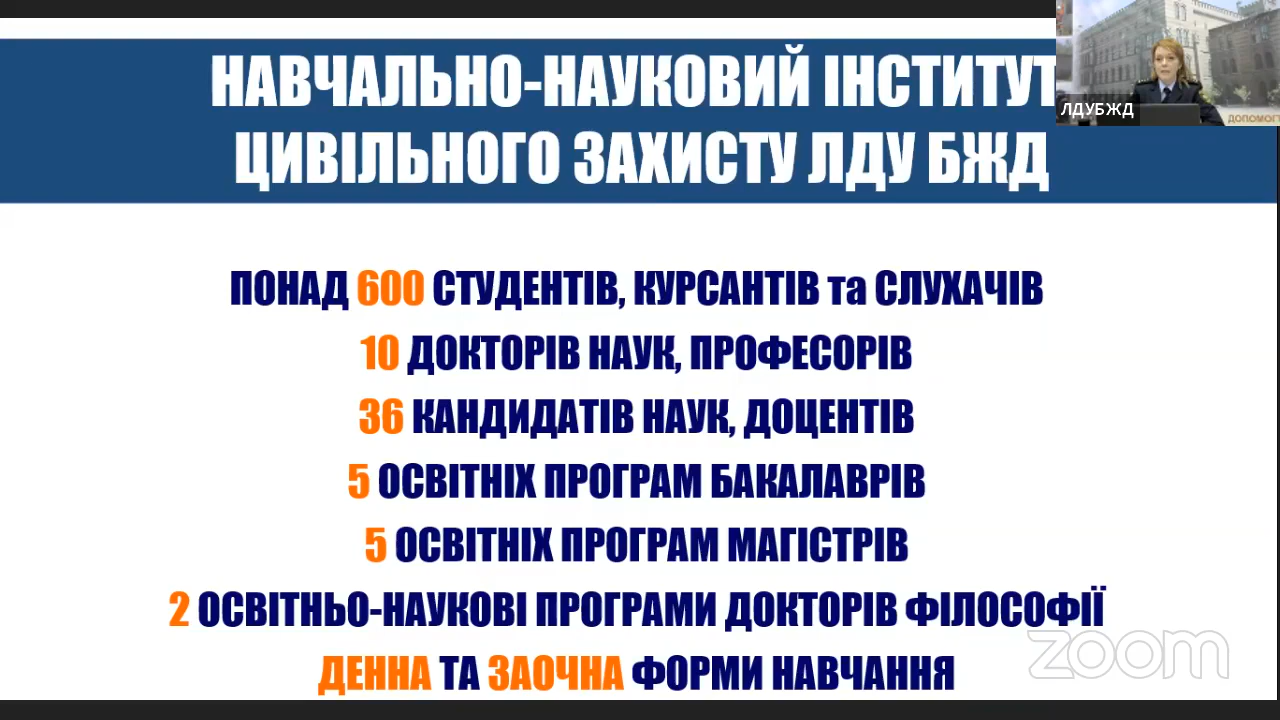 НАВЧАЛЬНО-НАУКОВИЙ ІНСТИТУТ
ЦИВІЛЬНОГО ЗАХИСТУ ЛДУ БЖД
ЛДУБЖД
ПОНАД 600 СТУДЕНТІВ, КУРСАНТІВ та СЛУХАЧІВ
10 ДОКТОРІВ НАУК, ПРОФЕСОРІВ
36 КАНДИДАТІВ НАУК, ДОЦЕНТІВ
5 ОСВІТНІХ ПРОГРАМ БАКАЛАВРІВ
5 ОСВІТНІХ ПРОГРАМ МАГІСТРІВ
2 ОСВІТНЬО-НАУКОВІ ПРОГРАМИ ДОКТОРІВ ФІЛОСОФІЇ
ДЕННА ТА ЗАОЧНА ФОРМИ НАВЧАННЯ
zoom